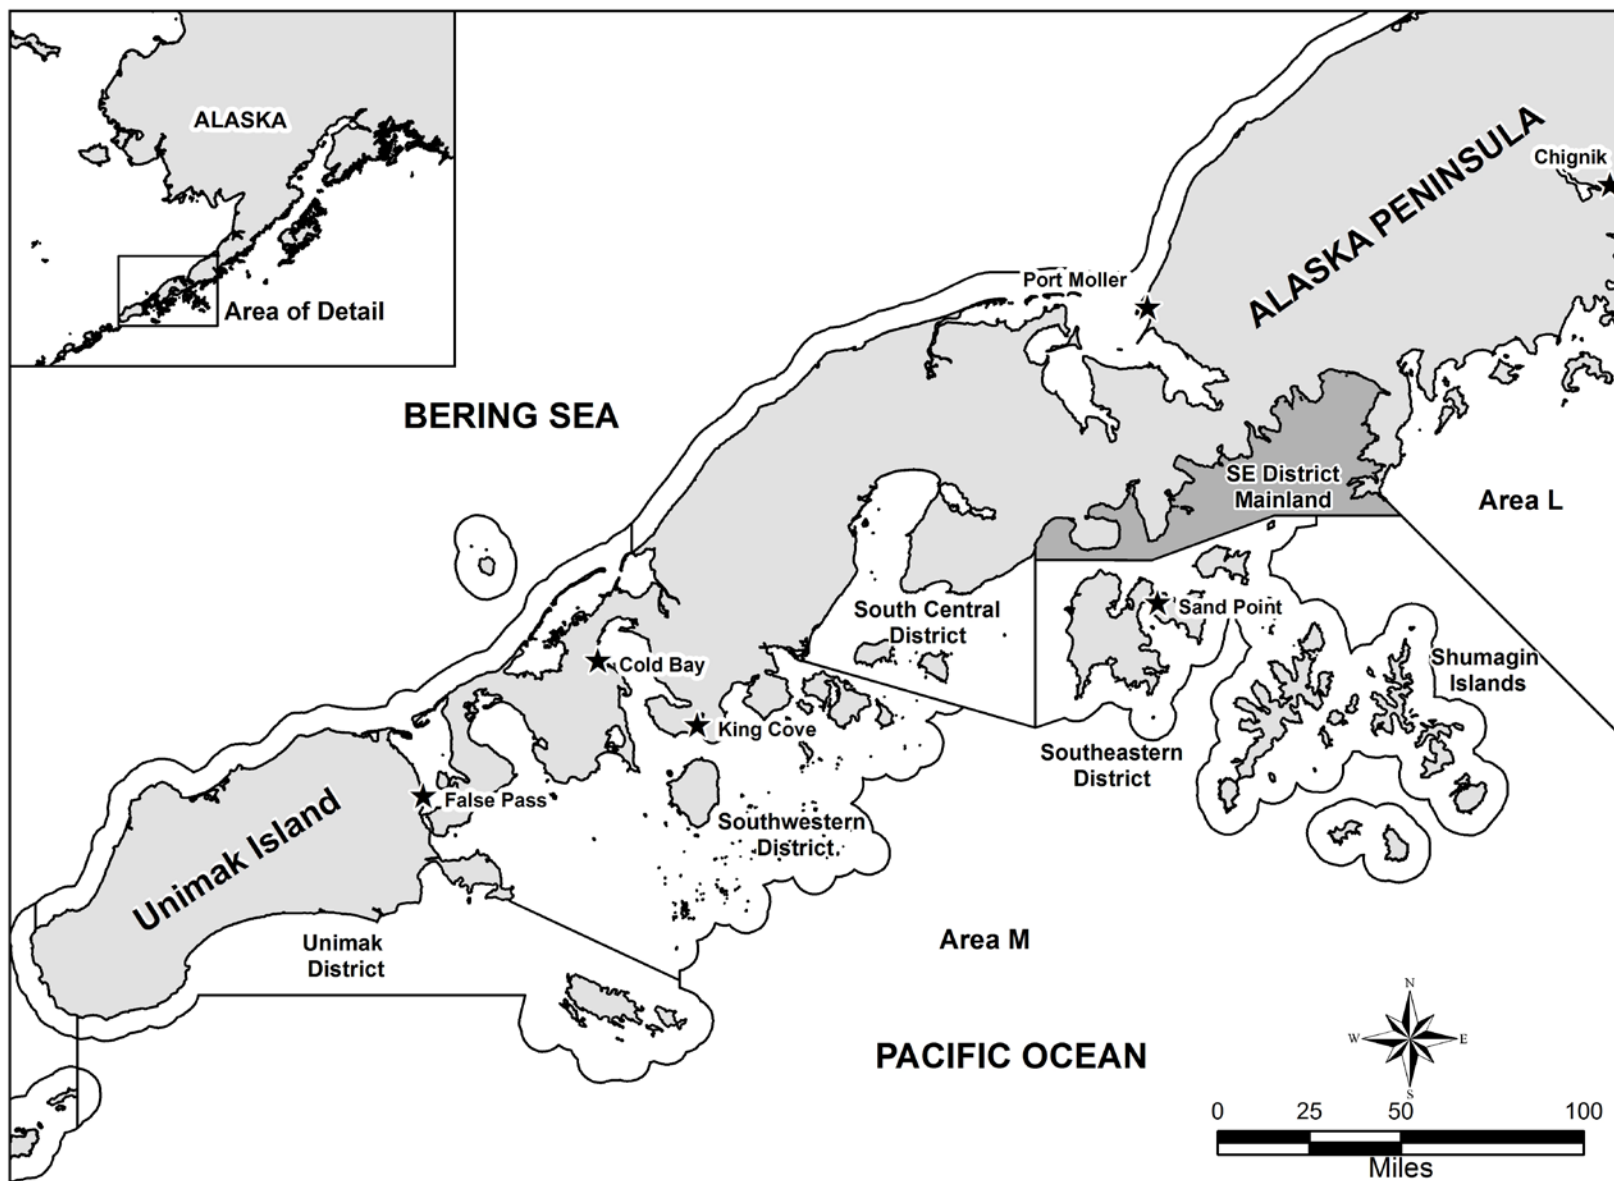 ALASKA
Area of Detail
BERING SEA
ALASKA PENINSULA
Chignik
Port Moller
SE District
Mainland
Area L
South Central
District
Sand Point
Shumagin
Islands
Cold Bay
King Cove
Southeastern
District
False Pass
Southwestern
District
Unimak Island
Unimak
District
Area M
PACIFIC OCEAN
N
W
E
S
0 25 50 100
Miles